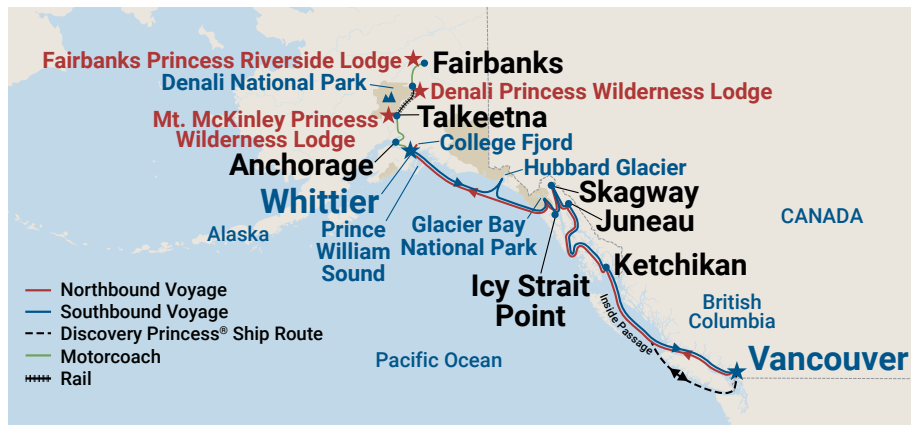 Fairbanks Princess Riverside Lodge
Fairbanks
Denali National Park
Denali Princess Wilderness Lodge
Mt. McKinley Princess
Wilderness Lodge
Talkeetna
College Fjord
Anchorage
Hubbard Glacier
Whittier
Skagway
Juneau
Glacier Bay
National Park
CANADA
Alaska
Prince
William
Sound
Ketchikan
Icy Strait
Point
Northbound Voyage
Southbound Voyage
Discovery Princess® Ship Route
Motorcoach
Rail
Inside Passage
British
Columbia
Pacific Ocean
Vancouver